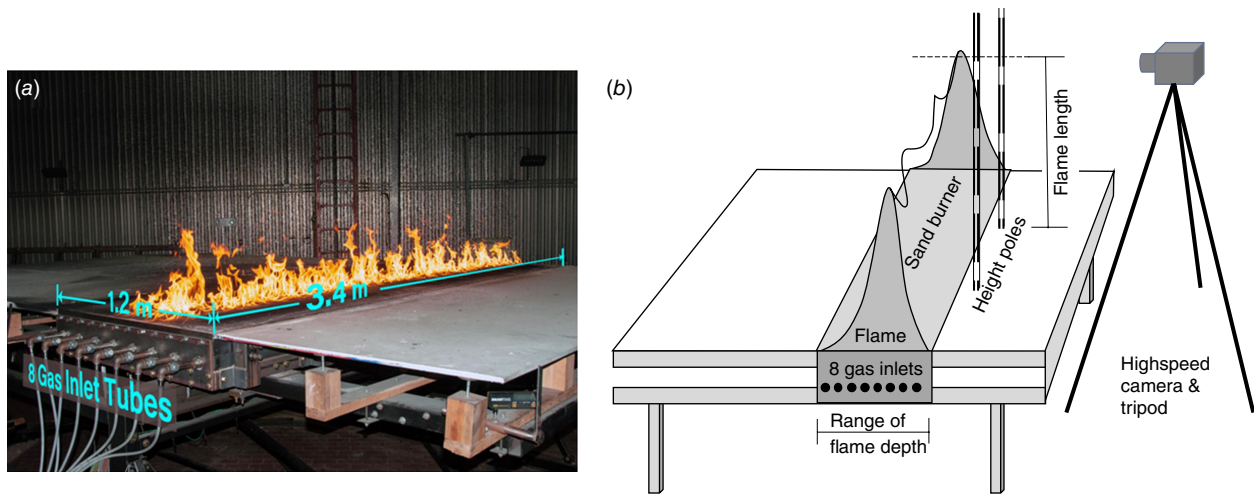 (a)
1.2 m
3.4 m
8 Gas Inlet Tubes
(b)
Flame length
Sand burner
Height poles
Flame
8 gas inlets
Range of
flame depth
Highspeed
camera &
tripod